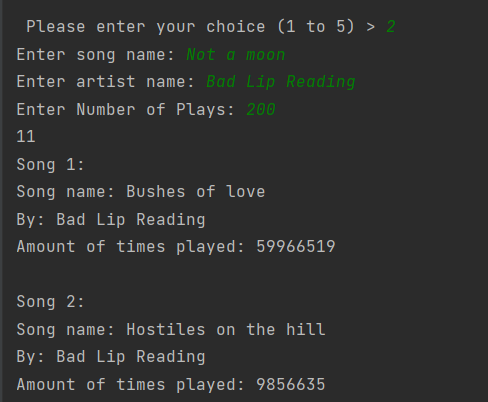 Please enter your choice (1 to 5) > 2
Enter song name: Not a moon
Enter artist name: Bad Lip Reading
Enter Number of Plays: 200
11
Song 1:
Song name: Bushes of love
By: Bad Lip Reading
Amount of times played: 59966519
Song 2:
Song name: Hostiles on the hill
By: Bad Lip Reading
Amount of times played: 9856635